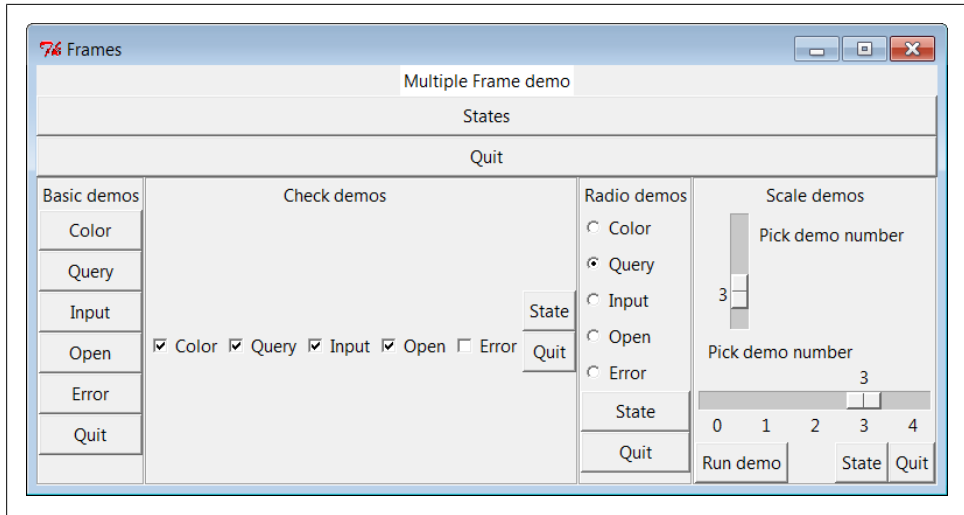 Frames
Multiple Frame demo
States
Quit
Basic demos
Color
Query
Input
Open
Error
Quit
Check demos
Color Query Input Open Error
State
Quit
Radio demos
Color
Query
Input
Open
Error
State
Quit
Scale demos
Pick demo number
3
Pick demo number
3
0 1 2 3 4
Run demo State Quit